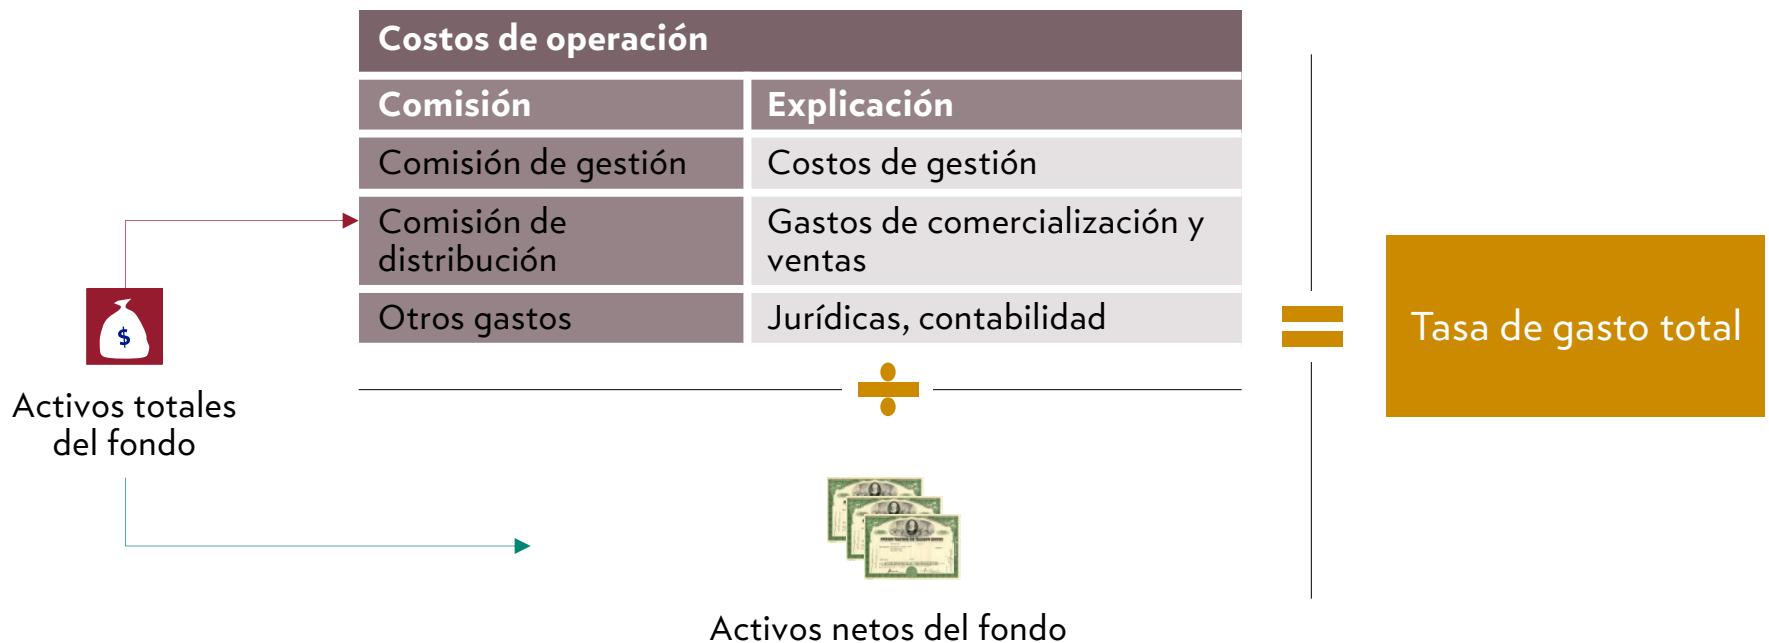 Costos de operación
Comisión
Explicación
Comisión de gestión
Costos de gestión
Comisión de
distribución
Gastos de comercialización y
ventas
Otros gastos
Jurídicas, contabilidad
$
Activos totales
del fondo
Tasa de gasto total
Activos netos del fondo